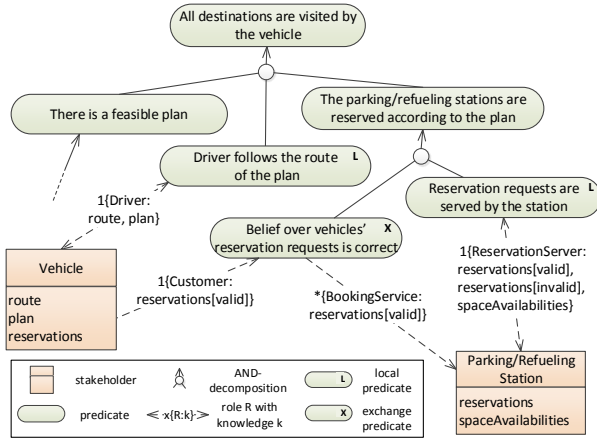 All destinations are visited by
the vehicle
There is a feasible plan
The parking/refueling stations are
reserved according to the plan
Driver follows the route
of the plan
L
Reservation requests are
served by the station
L
1{Driver:
route, plan}
Belief over vehicles'
reservation requests is correct
X
Vehicle
route
plan
reservations
1{Customer:
reservations[valid]}
*{BookingService:
reservations[valid]}
1{ReservationServer:
reservations[valid],
reservations[invalid],
spaceAvailabilities}
Parking/Refueling
Station
reservations
spaceAvailabilities
stakeholder
AND-
decomposition
L
local
predicate
predicate
x{R:k}
role R with
knowledge k
X
exchange
predicate